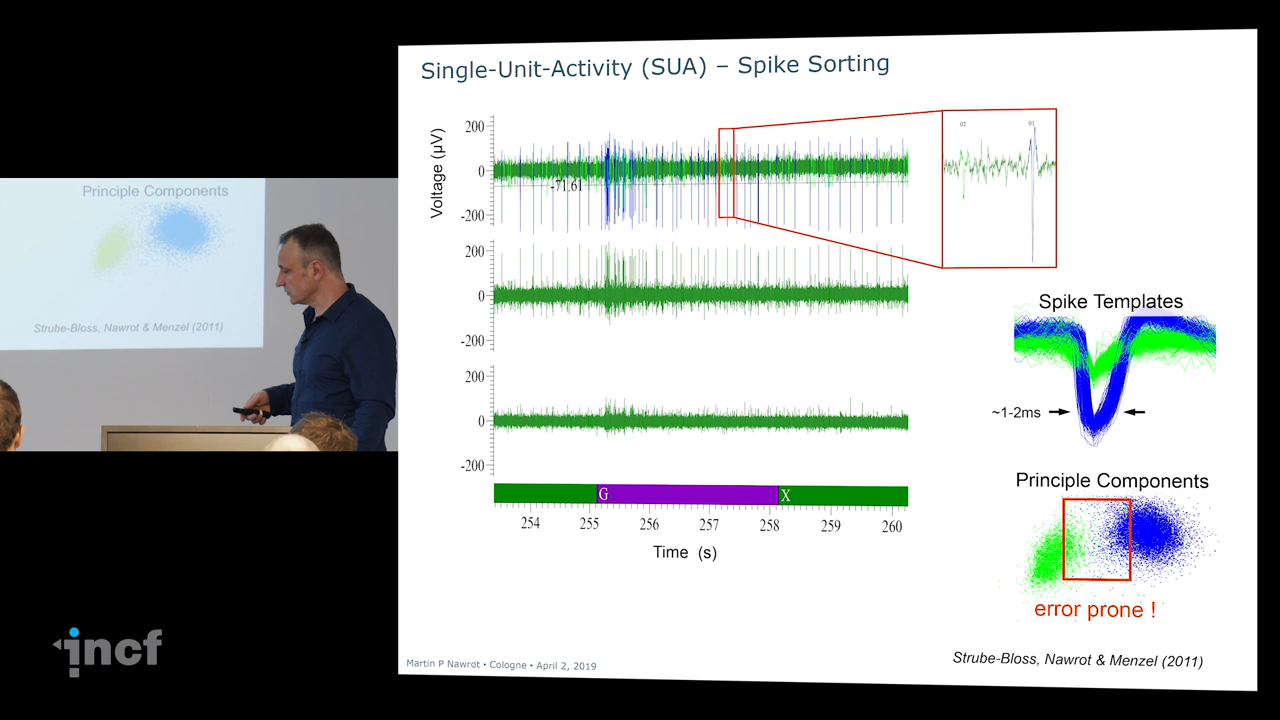 Single-Unit-Activity (SUA) – Spike Sorting
Voltage (µV)
200
0
-200
-71.61
02
01
200
0
-200
200
0
-200
G
X
254
255
256
257
258
259
260
Time (s)
Spike Templates
~1-2ms
Principle Components
error prone !
Strube-Bloss, Nawrot & Menzel (2011)
Martin P Nawrot • Cologne • April 2, 2019
Principle Components
Strube-Bloss, Nawrot & Menzel (2011)
incf